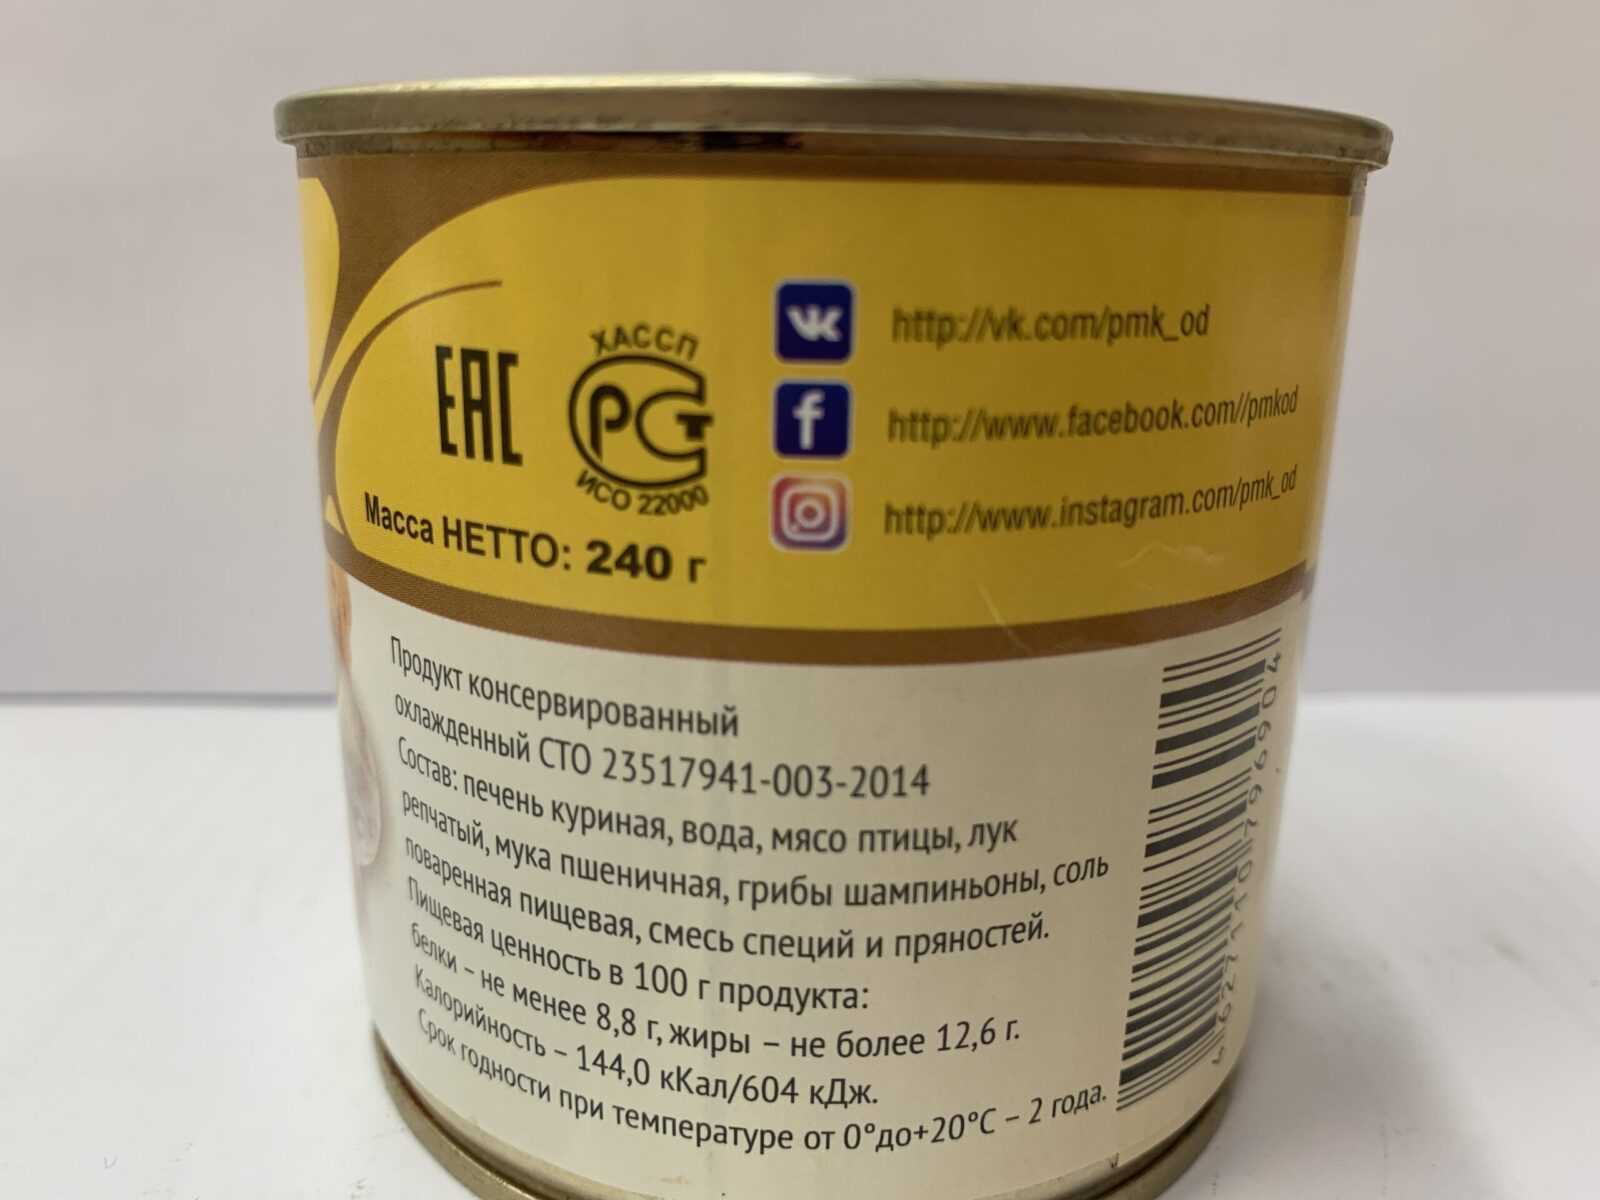 ЕАС
ХАССП
РСТ
ИСО 22000
Масса НЕТТО: 240 г
http://vk.com/pmk_od
f
http://www.facebook.com//pmkod
http://www.instagram.com/pmk_od
Продукт консервированный
охлажденный СТО 23517941-003-2014
Состав: печень куриная, вода, мясо птицы, лук
репчатый, мука пшеничная, грибы шампиньоны, соль
поваренная пищевая, смесь специй и пряностей.
Пищевая ценность в 100 г продукта:
белки – не менее 8,8 г, жиры – не более 12,6 г.
Калорийность – 144,0 кКал/604 кДж.
Срок годности при температуре от 0°до+20°С – 2 года.
4627110796904